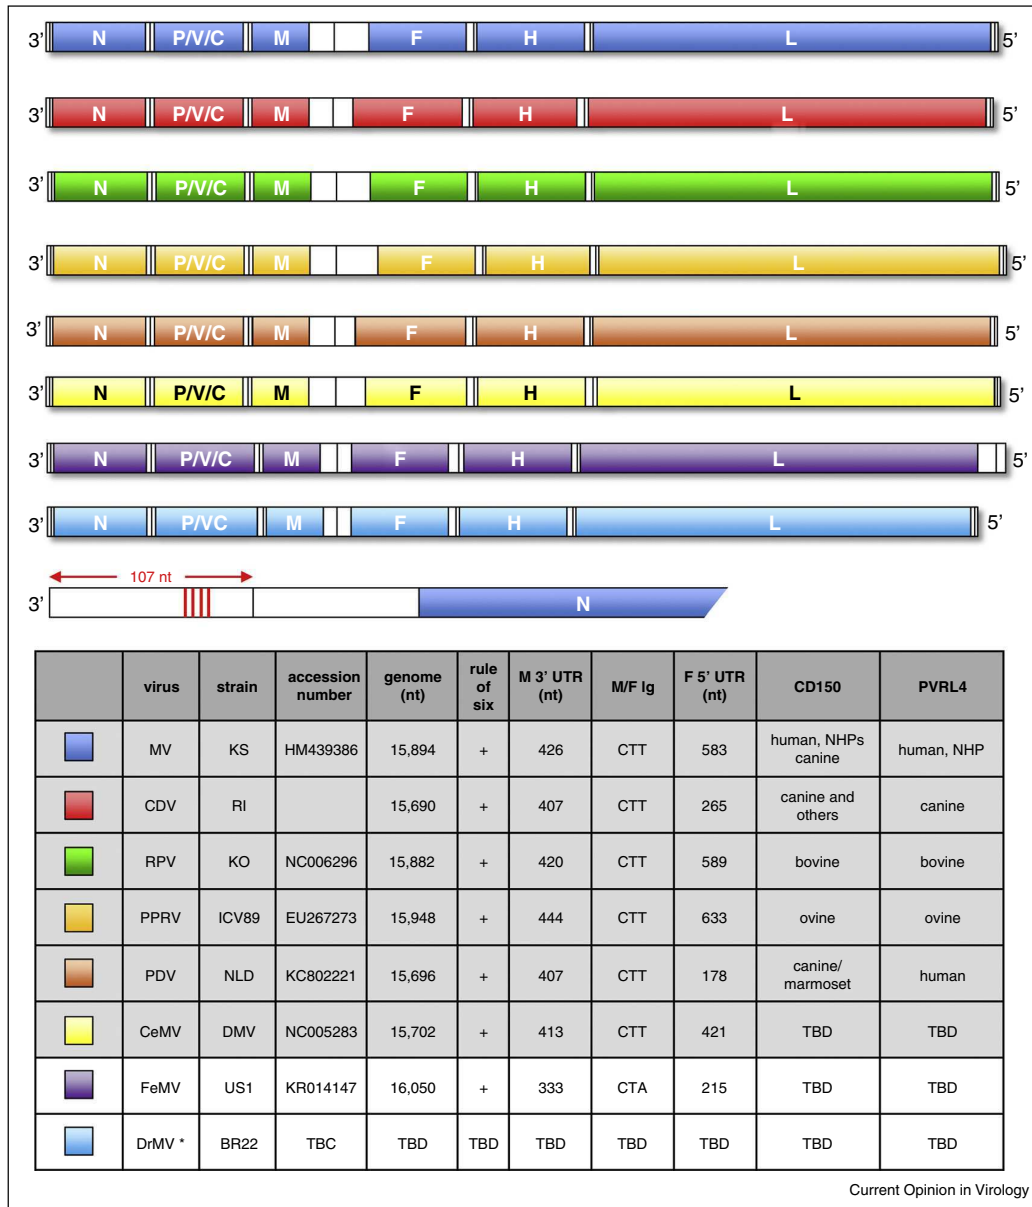 3' N P/V/C M F H L 5'
3' N P/V/C M F H L 5'
3' N P/V/C M F H L 5'
3' N P/V/C M F H L 5'
3' N P/V/C M F H L 5'
3' N P/V/C M F H L 5'
3' N P/V/C M F H L 5'
3' N P/VC M F H L 5'
107 nt
3' N
virus strain accession number genome (nt) rule of six M 3' UTR (nt) M/F Ig F 5' UTR (nt) CD150 PVRL4
MV KS HM439386 15,894 + 426 CTT 583 human, NHPs canine human, NHP
CDV RI 15,690 + 407 CTT 265 canine and others canine
RPV KO NC006296 15,882 + 420 CTT 589 bovine bovine
PPRV ICV89 EU267273 15,948 + 444 CTT 633 ovine ovine
PDV NLD KC802221 15,696 + 407 CTT 178 canine/ marmoset human
CeMV DMV NC005283 15,702 + 413 CTT 421 TBD TBD
FeMV US1 KR014147 16,050 + 333 CTA 215 TBD TBD
DrMV * BR22 TBC TBD TBD TBD TBD TBD TBD TBD
Current Opinion in Virology